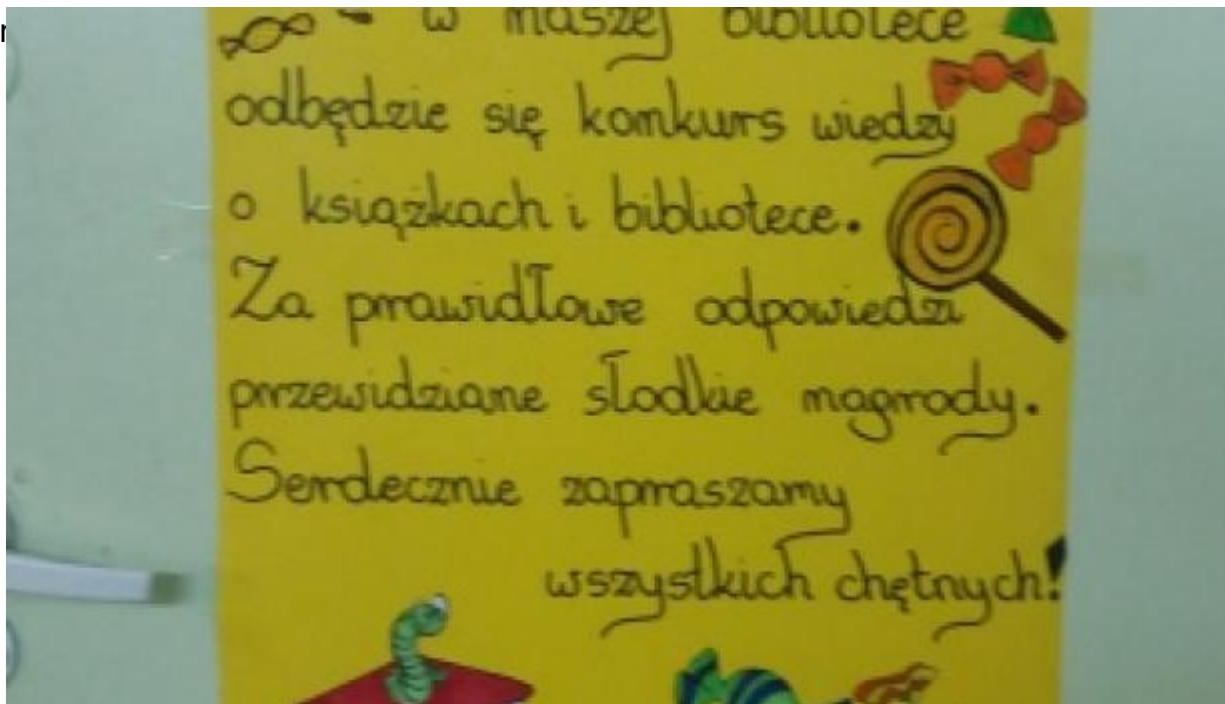 w naszej bibliotece
odbędzie się konkurs wiedzy
o książkach i bibliotece.
Za prawidłowe odpowiedzi
przewidziane słodkie nagrody.
Serdecznie zapraszamy
wszystkich chętnych!